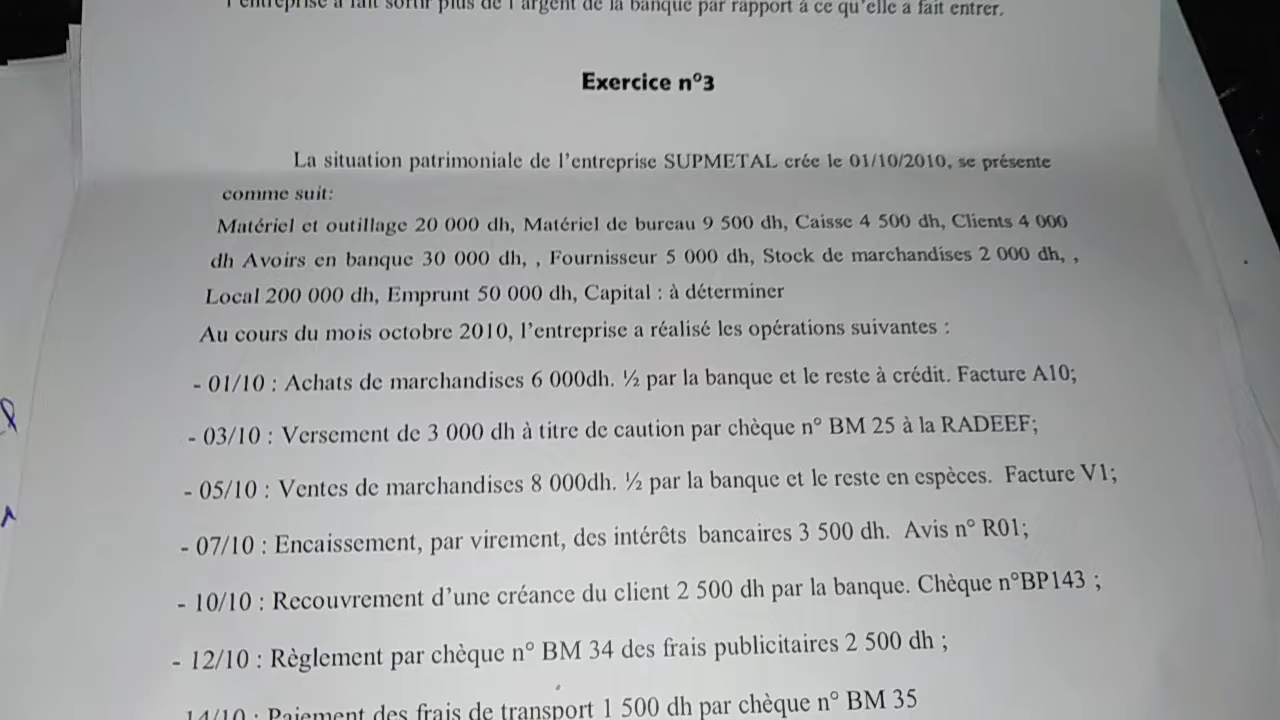 l'entreprise a fait sortir plus de l'argent de la banque par rapport à ce qu'elle a fait entrer.
Exercice n°3
La situation patrimoniale de l'entreprise SUPMETAL crée le 01/10/2010, se présente
comme suit:
Matériel et outillage 20 000 dh, Matériel de bureau 9 500 dh, Caisse 4 500 dh, Clients 4 000
dh Avoirs en banque 30 000 dh, , Fournisseur 5 000 dh, Stock de marchandises 2 000 dh, ,
Local 200 000 dh, Emprunt 50 000 dh, Capital : à déterminer
Au cours du mois octobre 2010, l'entreprise a réalisé les opérations suivantes :
- 01/10 : Achats de marchandises 6 000dh. ½ par la banque et le reste à crédit. Facture A10;
- 03/10 : Versement de 3 000 dh à titre de caution par chèque n° BM 25 à la RADEEF;
- 05/10 : Ventes de marchandises 8 000dh. ½ par la banque et le reste en espèces. Facture V1;
- 07/10 : Encaissement, par virement, des intérêts bancaires 3 500 dh. Avis n° R01;
- 10/10 : Recouvrement d'une créance du client 2 500 dh par la banque. Chèque n°BP143 ;
- 12/10 : Règlement par chèque n° BM 34 des frais publicitaires 2 500 dh ;
14/10 : Paiement des frais de transport 1 500 dh par chèque n° BM 35